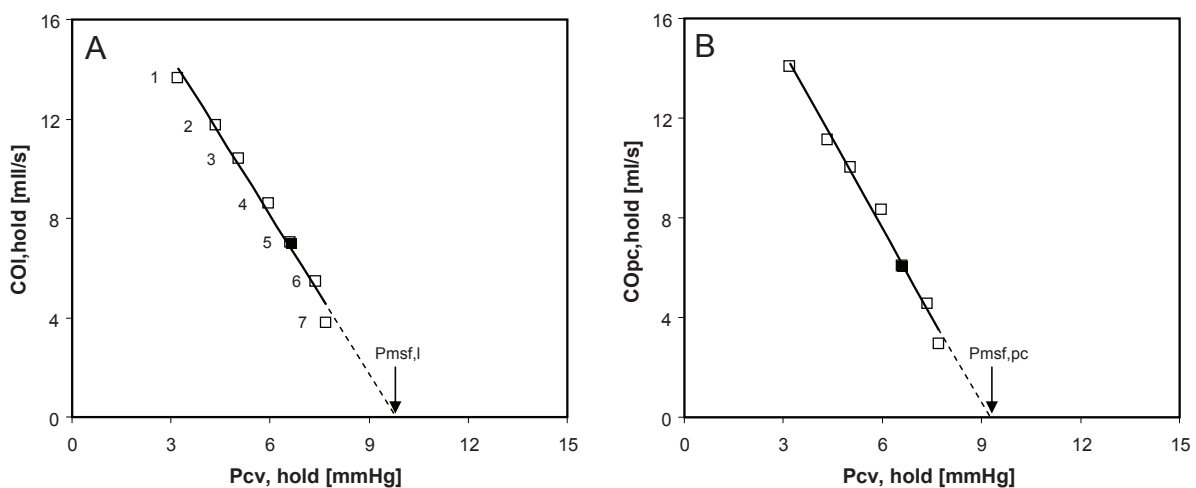 A
16
12
8
4
0
COl,hold [mll/s]
1
2
3
4
5
6
7
Pmsf,l
0 3 6 9 12 15
Pcv, hold [mmHg]
B
16
12
8
4
0
COpc,hold [ml/s]
Pmsf,pc
0 3 6 9 12 15
Pcv, hold [mmHg]